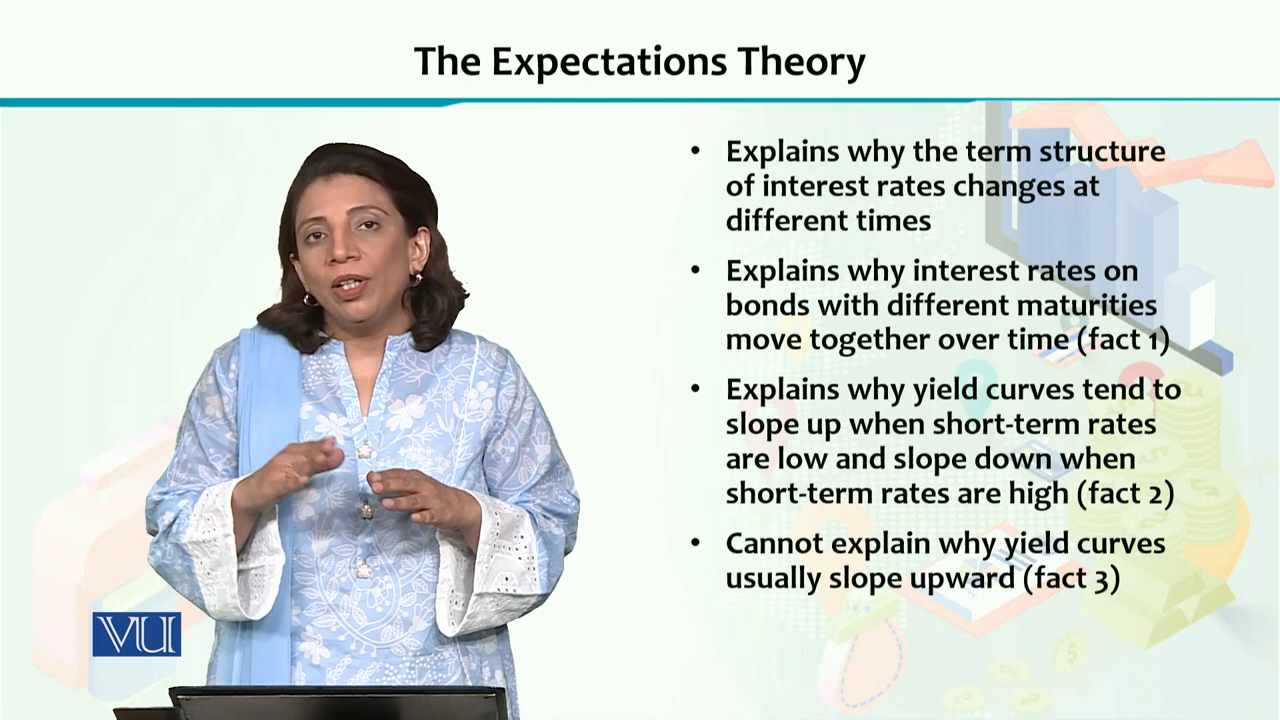 The Expectations Theory
• Explains why the term structure
of interest rates changes at
different times
• Explains why interest rates on
bonds with different maturities
move together over time (fact 1)
• Explains why yield curves tend to
slope up when short-term rates
are low and slope down when
short-term rates are high (fact 2)
• Cannot explain why yield curves
usually slope upward (fact 3)
VU